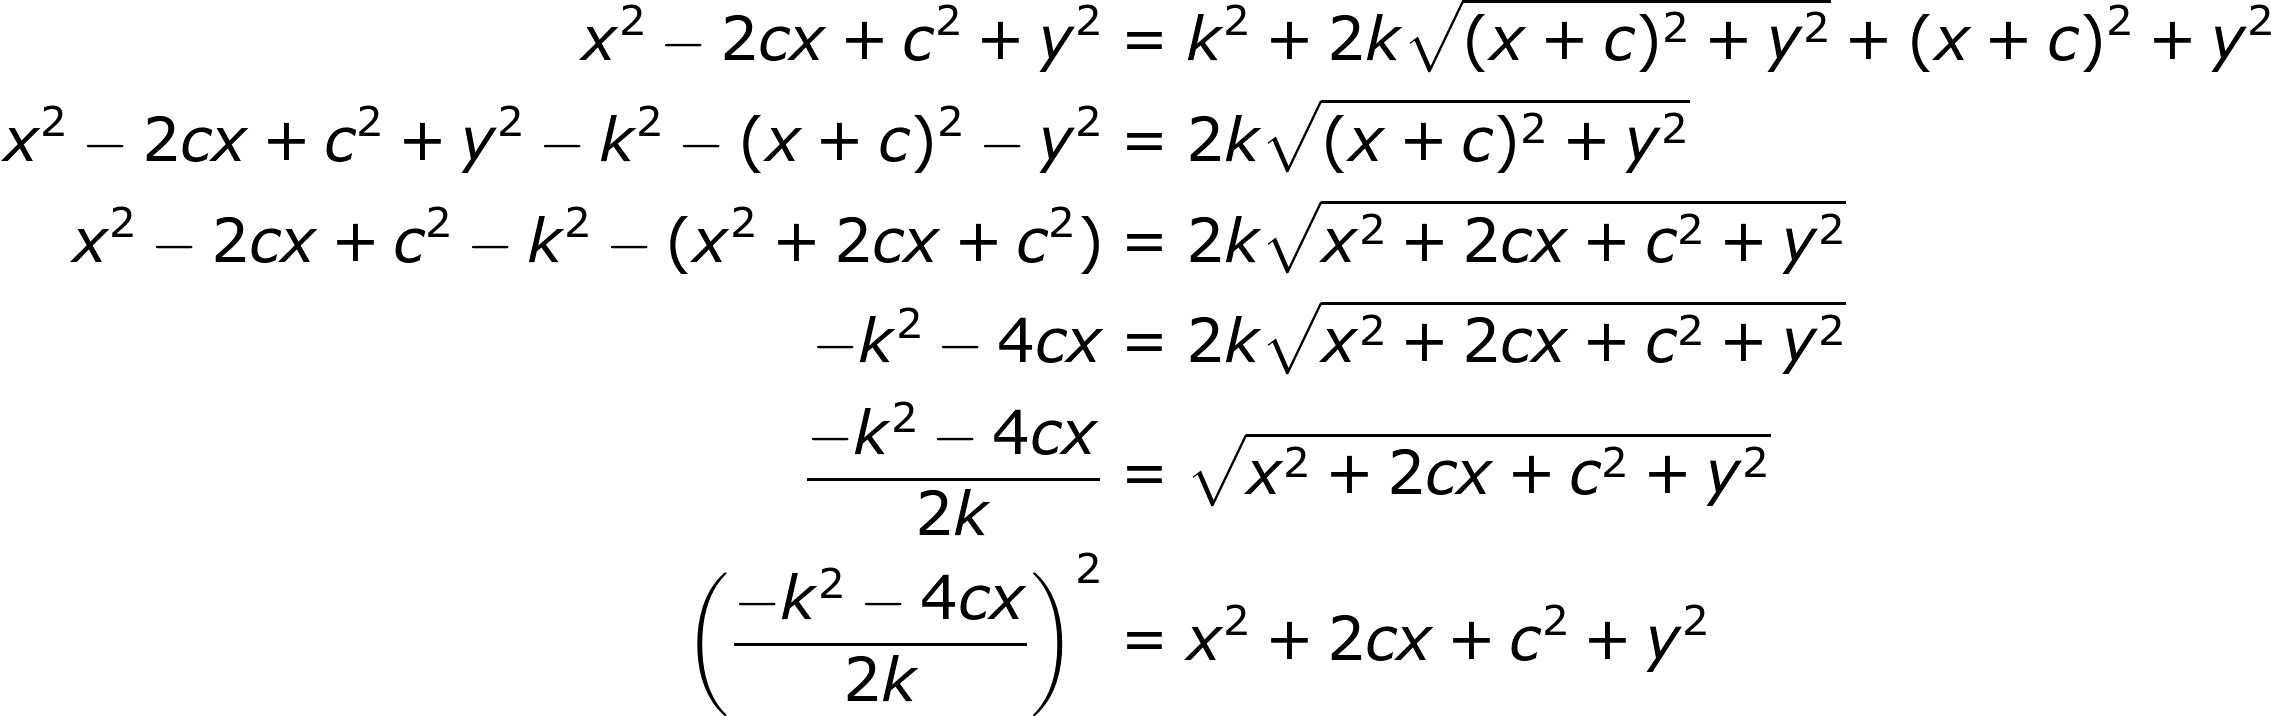 x² − 2cx + c² + y² = k² + 2k√((x + c)² + y²) + (x + c)² + y²
x² − 2cx + c² + y² − k² − (x + c)² − y² = 2k√((x + c)² + y²)
x² − 2cx + c² − k² − (x² + 2cx + c²) = 2k√(x² + 2cx + c² + y²)
−k² − 4cx = 2k√(x² + 2cx + c² + y²)
(−k² − 4cx)/(2k) = √(x² + 2cx + c² + y²)
((−k² − 4cx)/(2k))² = x² + 2cx + c² + y²